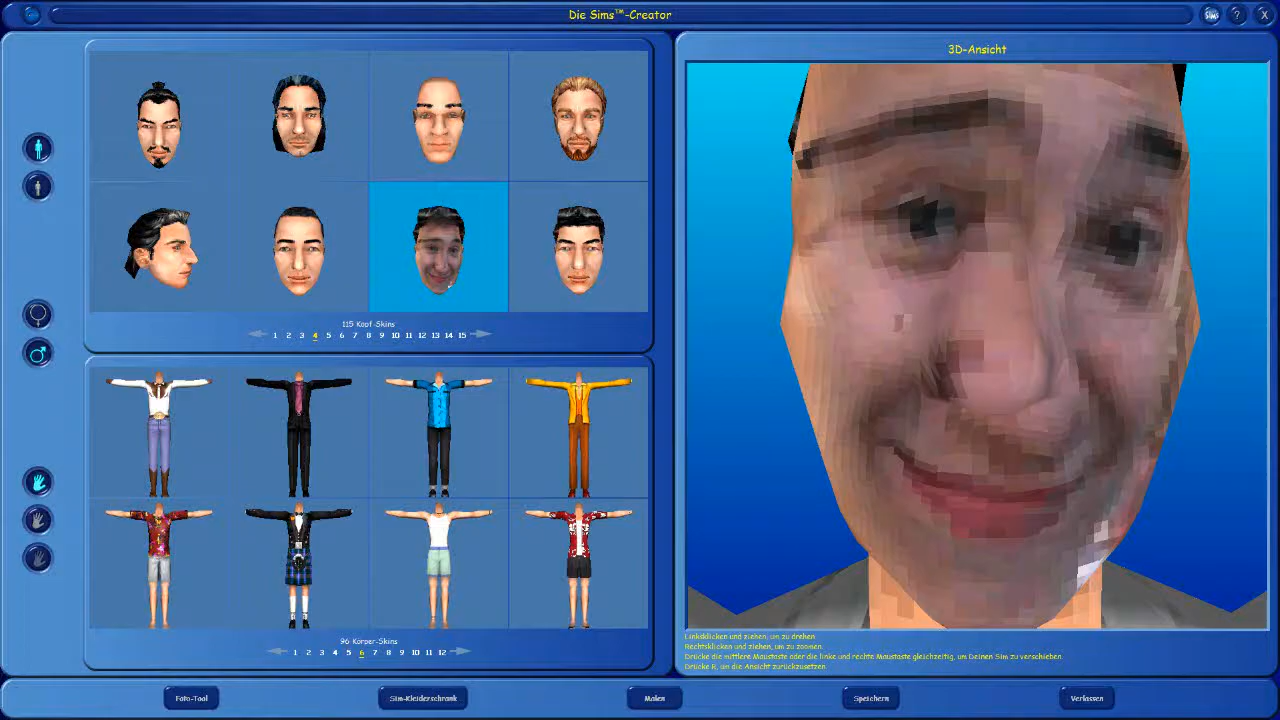 Die Sims™-Creator
SIMS ? X
3D-Ansicht
115 Kopf-Skins
1 2 3 4 5 6 7 8 9 10 11 12 13 14 15
96 Körper-Skins
1 2 3 4 5 6 7 8 9 10 11 12
Linksklicken und ziehen, um zu drehen.
Rechtsklicken und ziehen, um zu zoomen.
Drücke die mittlere Maustaste oder die linke und rechte Maustaste gleichzeitig, um Deinen Sim zu verschieben.
Drücke R, um die Ansicht zurückzusetzen.
Foto-Tool
Sim-Kleiderschrank
Malen
Speichern
Verlassen